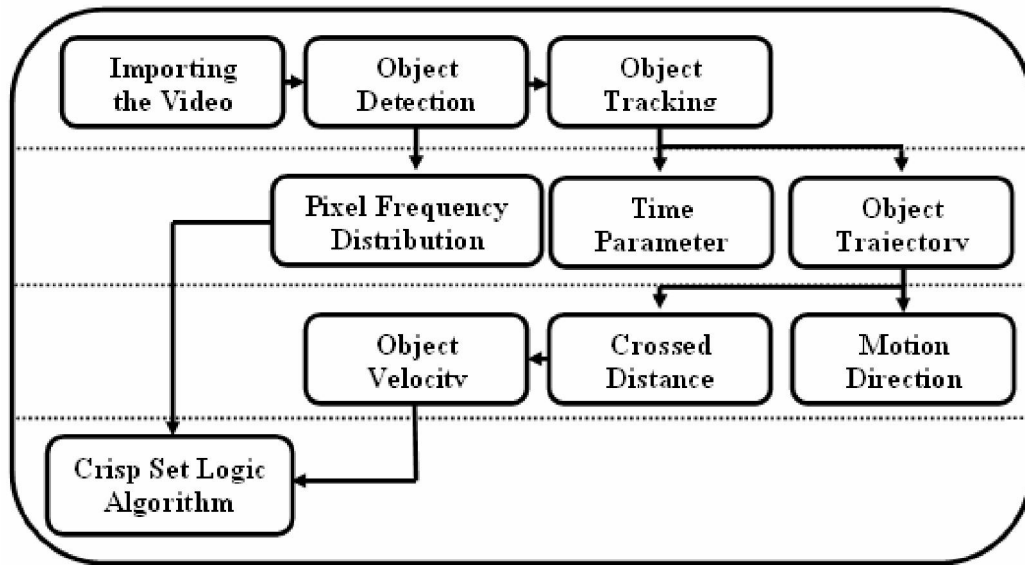 Importing
the Video
Object
Detection
Object
Tracking
Pixel Frequency
Distribution
Time
Parameter
Object
Trajectory
Object
Velocity
Crossed
Distance
Motion
Direction
Crisp Set Logic
Algorithm